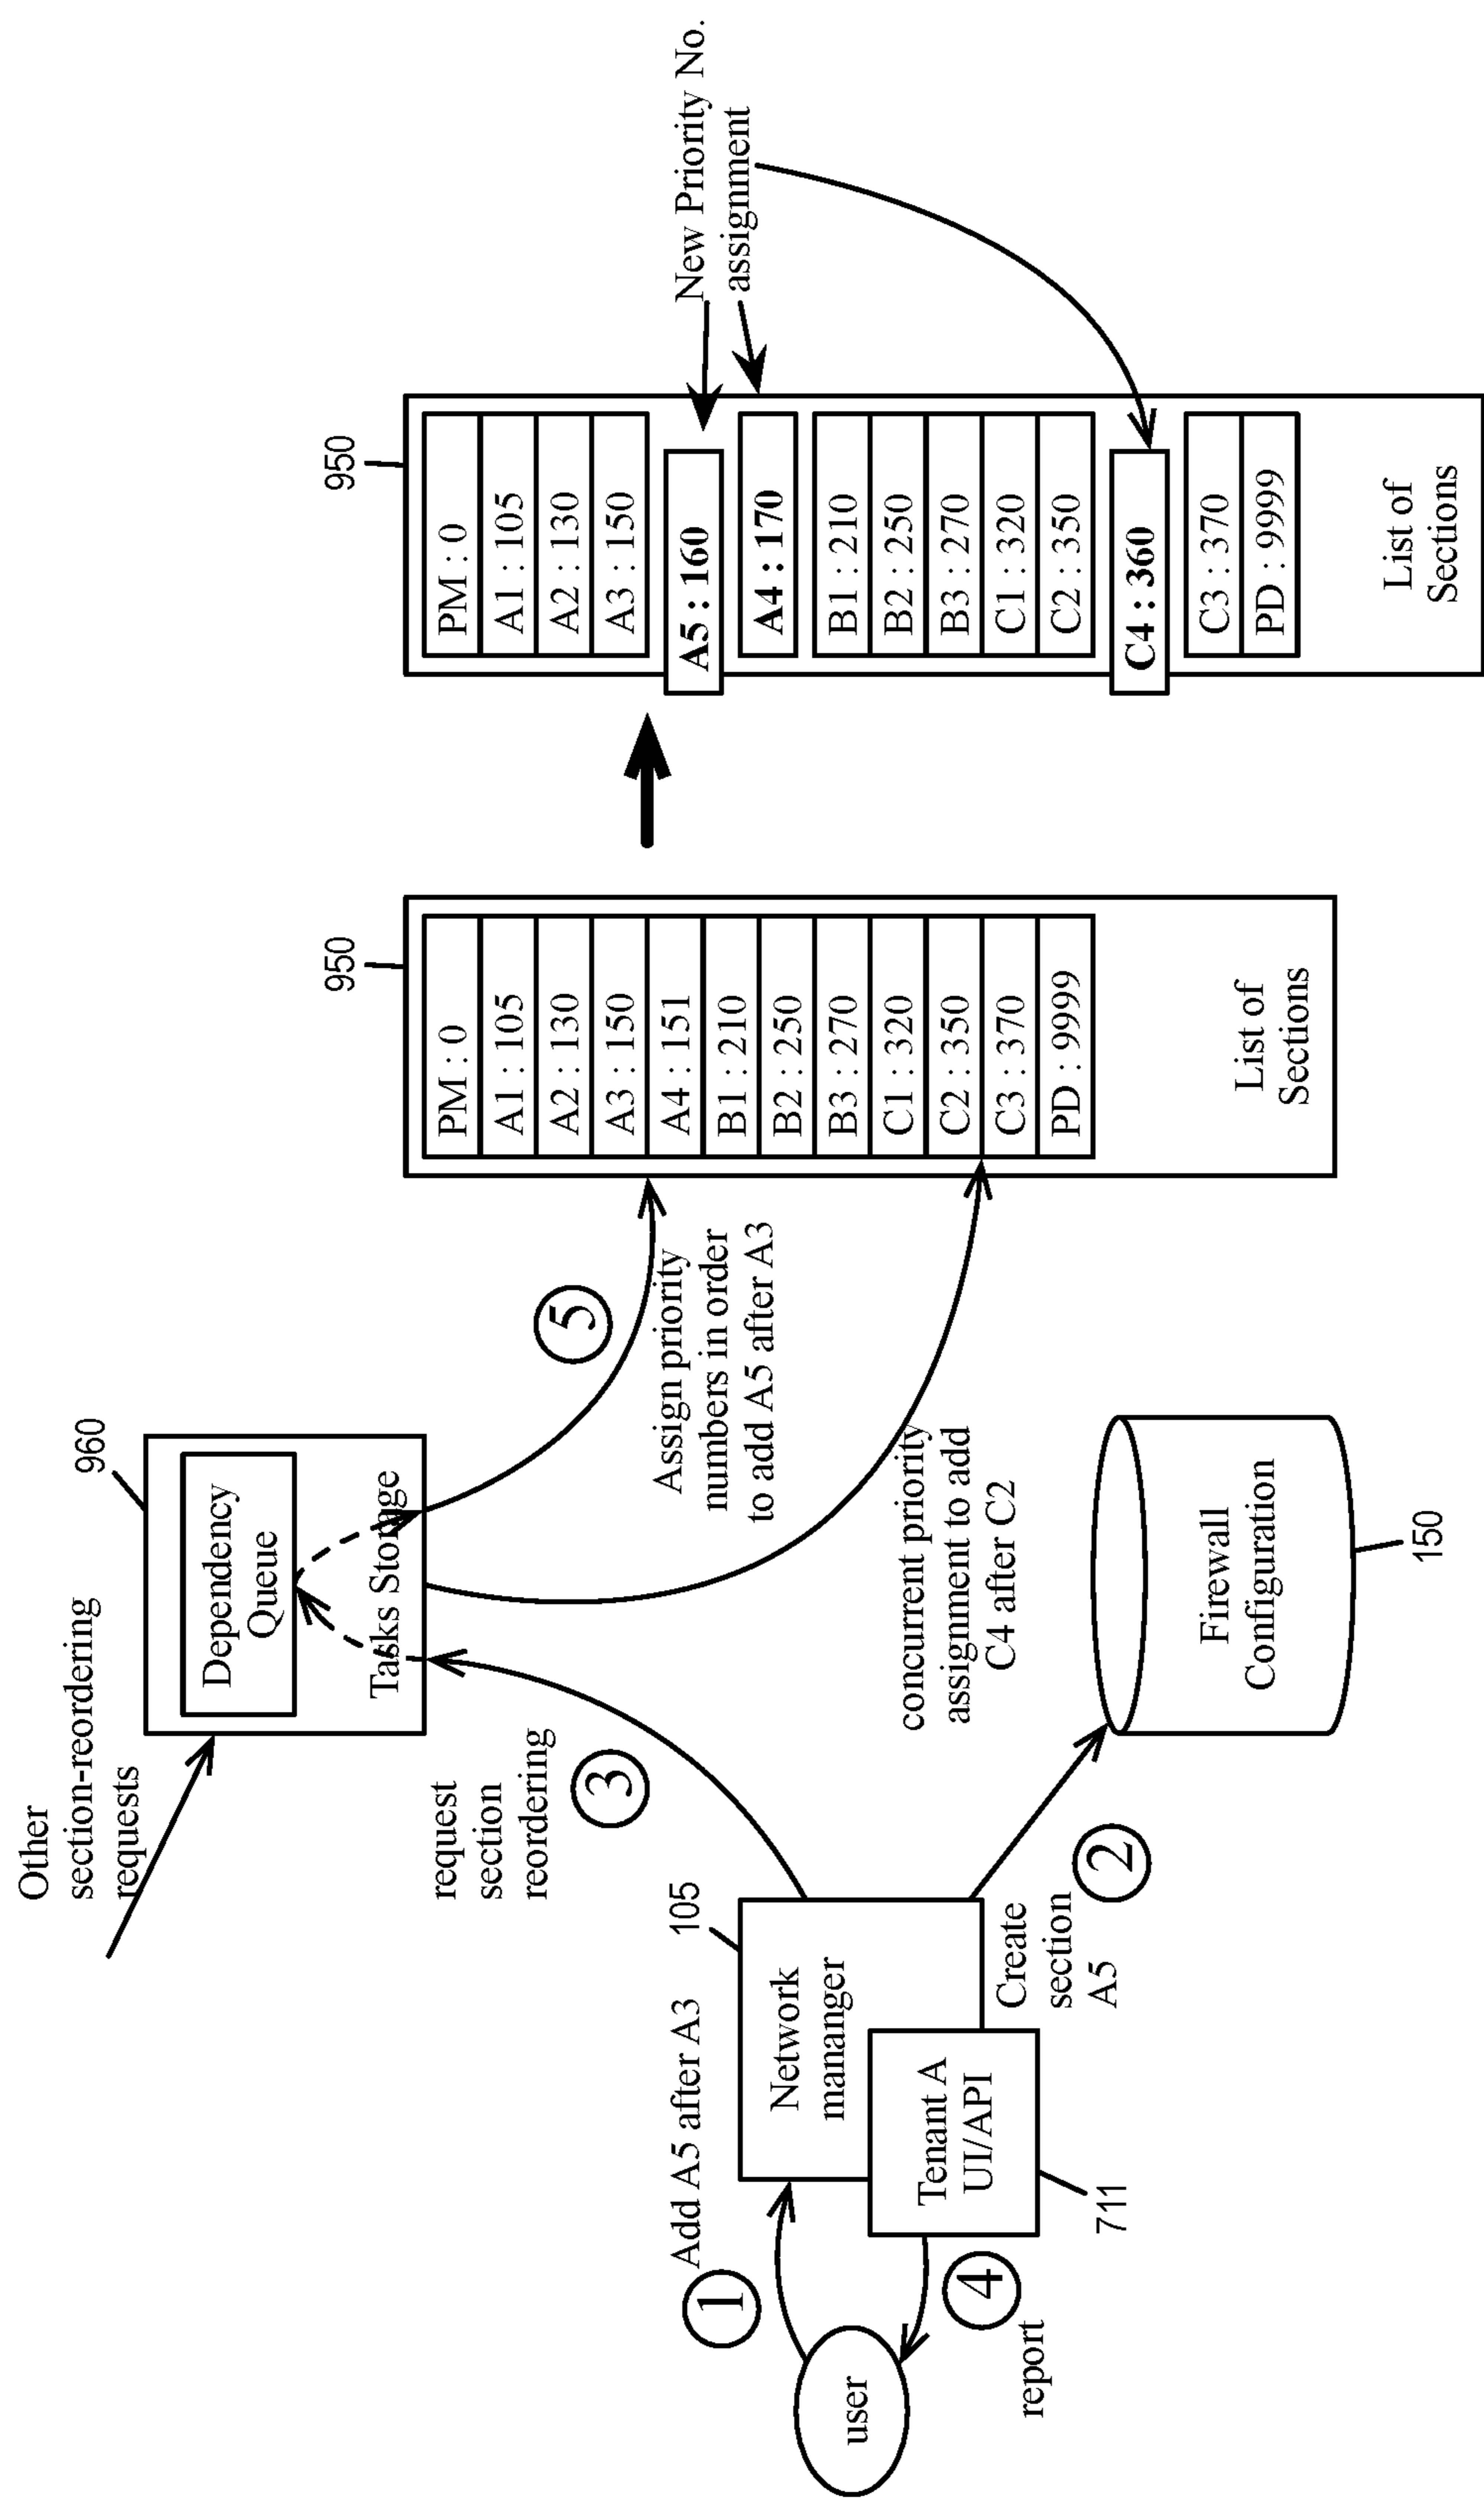 Other
section-reordering
requests
960
Dependency
Queue
Tasks Storage
request
section
reordering
3
5
Assign priority
numbers in order
to add A5 after A3
concurrent priority
assignment to add
C4 after C2
1
Add A5 after A3
105
Network
mananger
Tenant A
UI/API
711
user
4
report
Create
section
A5
2
Firewall
Configuration
150
950
PM : 0
A1 : 105
A2 : 130
A3 : 150
A4 : 151
B1 : 210
B2 : 250
B3 : 270
C1 : 320
C2 : 350
C3 : 370
PD : 9999
List of
Sections
950
PM : 0
A1 : 105
A2 : 130
A3 : 150
A5 : 160
A4 : 170
B1 : 210
B2 : 250
B3 : 270
C1 : 320
C2 : 350
C4 : 360
C3 : 370
PD : 9999
List of
Sections
New Priority No.
assignment